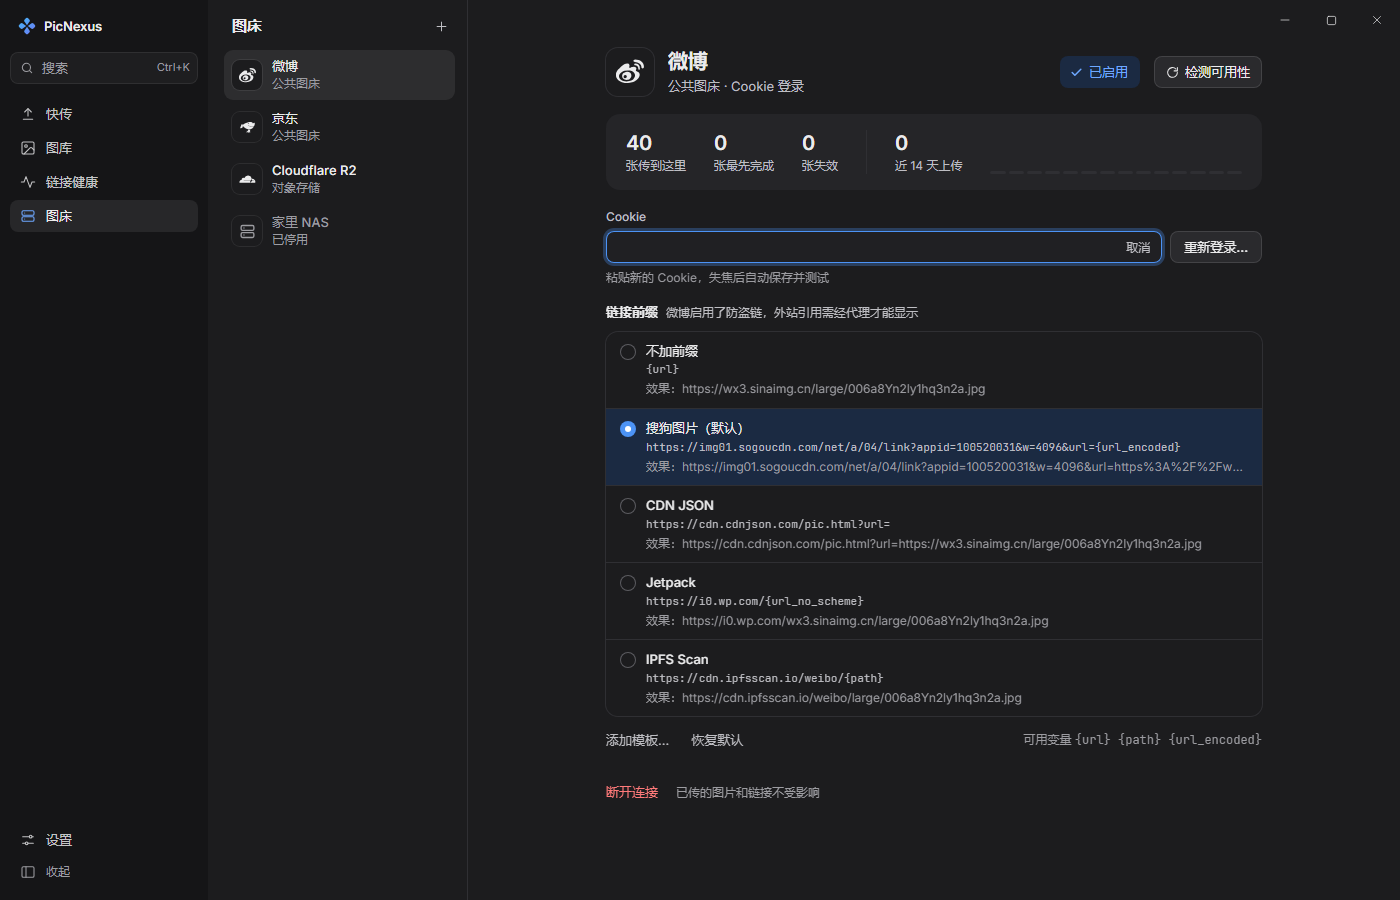 PicNexus
搜索
Ctrl+K
快传
图库
链接健康
图床
设置
收起
图床
微博
公共图床
京东
公共图床
Cloudflare R2
对象存储
家里 NAS
已停用
微博
公共图床 · Cookie 登录
已启用
检测可用性
40
张传到这里
0
张最先完成
0
张失效
0
近 14 天上传
Cookie
取消
重新登录...
粘贴新的 Cookie，失焦后自动保存并测试
链接前缀 微博启用了防盗链，外站引用需经代理才能显示
不加前缀
{url}
效果：https://wx3.sinaimg.cn/large/006a8Yn2ly1hq3n2a.jpg
搜狗图片（默认）
https://img01.sogoucdn.com/net/a/04/link?appid=100520031&w=4096&url={url_encoded}
效果：https://img01.sogoucdn.com/net/a/04/link?appid=100520031&w=4096&url=https%3A%2F%2Fw...
CDN JSON
https://cdn.cdnjson.com/pic.html?url=
效果：https://cdn.cdnjson.com/pic.html?url=https://wx3.sinaimg.cn/large/006a8Yn2ly1hq3n2a.jpg
Jetpack
https://i0.wp.com/{url_no_scheme}
效果：https://i0.wp.com/wx3.sinaimg.cn/large/006a8Yn2ly1hq3n2a.jpg
IPFS Scan
https://cdn.ipfsscan.io/weibo/{path}
效果：https://cdn.ipfsscan.io/weibo/large/006a8Yn2ly1hq3n2a.jpg
添加模板... 恢复默认 可用变量 {url} {path} {url_encoded}
断开连接 已传的图片和链接不受影响